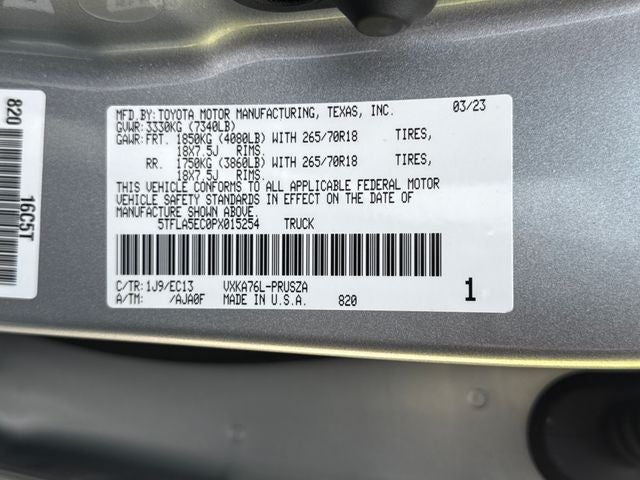 MFD.BY:TOYOTA MOTOR MANUFACTURING, TEXAS, INC. 03/23
GVWR: 3330KG (7340LB)
GAWR: FRT. 1850KG (4080LB) WITH 265/70R18 TIRES,
18X7.5J RIMS.
RR. 1750KG (3860LB) WITH 265/70R18 TIRES,
18X7.5J RIMS.
THIS VEHICLE CONFORMS TO ALL APPLICABLE FEDERAL MOTOR
VEHICLE SAFETY STANDARDS IN EFFECT ON THE DATE OF
MANUFACTURE SHOWN ABOVE.
5TFLA5EC0PX015254 TRUCK
C/TR:1J9/EC13 VXKA76L-PRUSZA
A/TM: /AJA0F MADE IN U.S.A. 820
1
820
16C5T